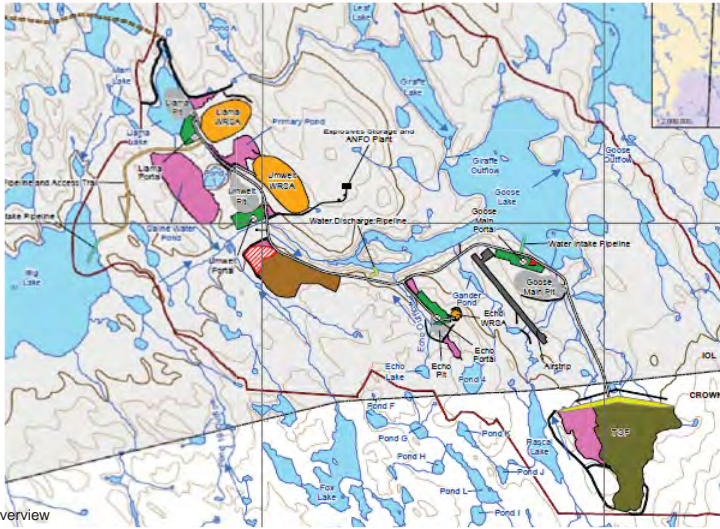 Leaf
Lake
Pond A
Main
Lake
Giraffe
Lake
Llama
Pit
Llama
WRSA
Primary Pond
Explosives Storage and
ANFO Plant
Llama
Lake
Llama
Portal
Pond
Umwelt
WRSA
Umwelt
Pit
Giraffe
Outflow
Goose
Outflow
Goose
Lake
Pipeline and Access Trail
Goose
Main
Portal
Water Discharge Pipeline
Intake Pipeline
Saline Water
Pond
Water Intake Pipeline
Umwelt
Portal
Big
Lake
Goose
Main Pit
Gander
Pond
Echo
WRSA
Echo
Portal
Echo
Pit
Airstrip
Echo
Lake
Pond 4
IOL
CROWN
Pond F
Pond G
Pond H
Pond K
Rascal
Lake
TSF
Pond J
Pond L
Pond I
Fox
Lake
verview